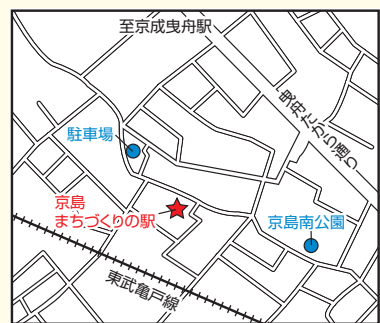 至京成曳舟駅
曳舟たから通り
駐車場
京島
まちづくりの駅
京島南公園
東武亀戸線